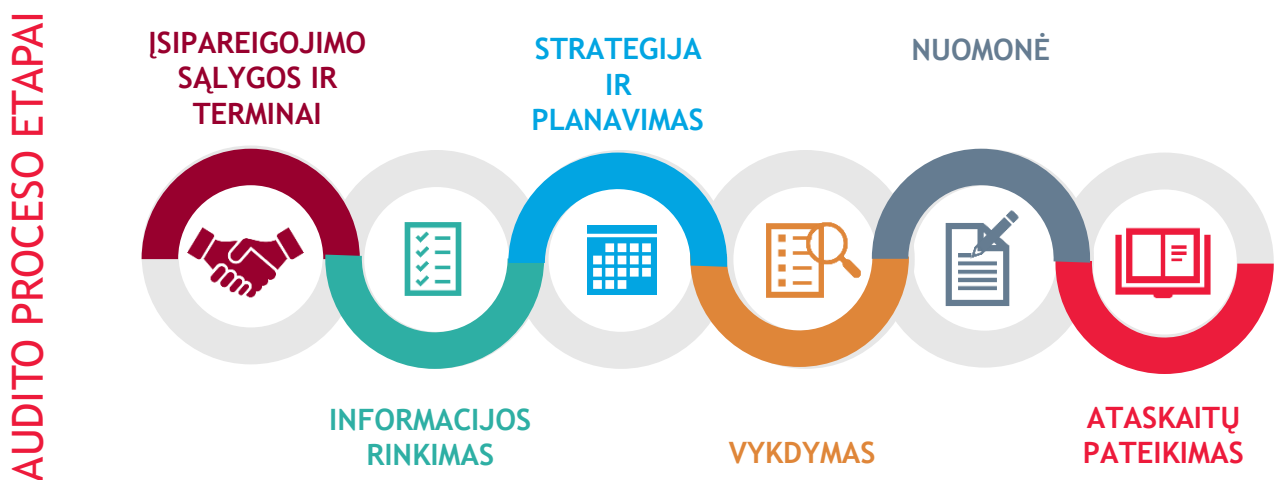 AUDITO PROCESO ETAPAI
ĮSIPAREIGOJIMO
SĄLYGOS IR
TERMINAI
INFORMACIJOS
RINKIMAS
STRATEGIJA
IR
PLANAVIMAS
VYKDYMAS
NUOMONĖ
ATASKAITŲ
PATEIKIMAS